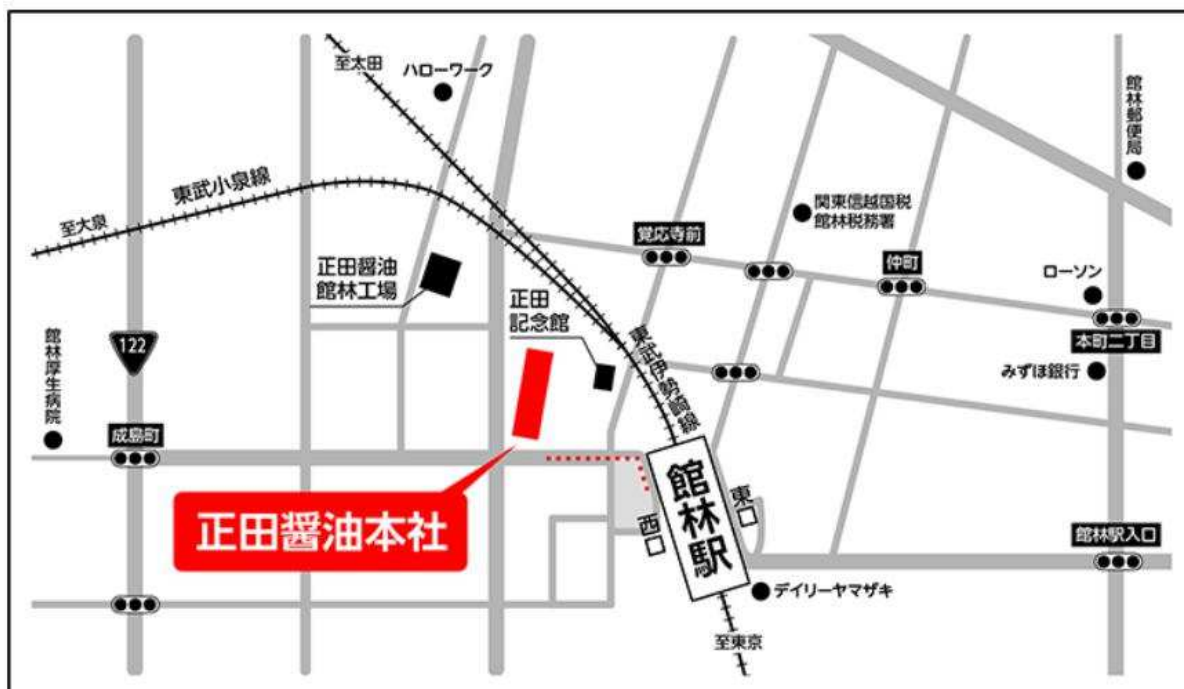 至太田
ハローワーク
館林郵便局
東武小泉線
至大泉
関東信越国税
館林税務署
覚応寺前
仲町
ローソン
正田醤油
館林工場
正田
記念館
東武伊勢崎線
本町二丁目
みずほ銀行
122
館林厚生病院
成島町
正田醤油本社
館林駅
西口
東口
館林駅入口
デイリーヤマザキ
至東京